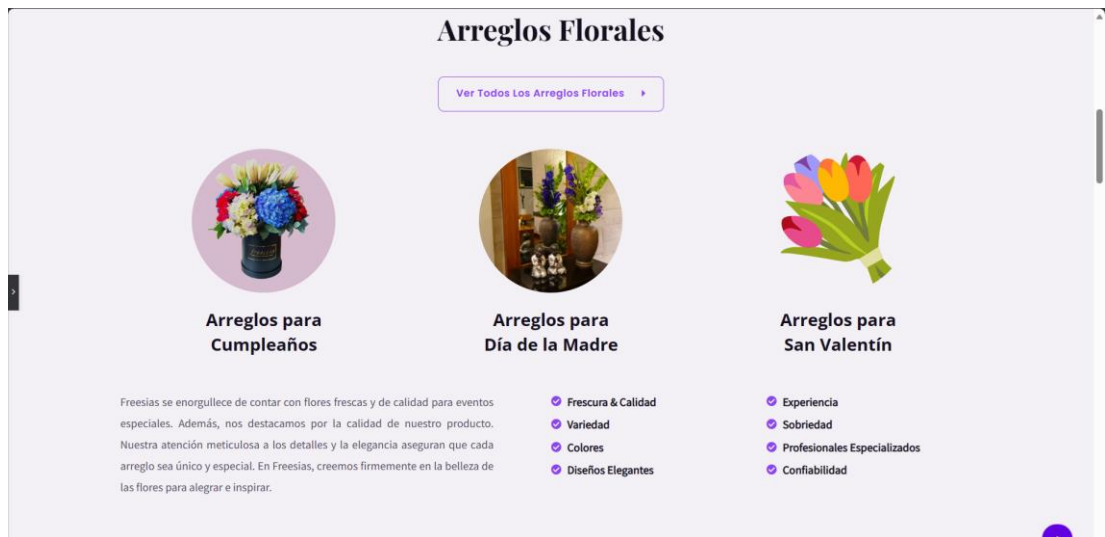 Arreglos Florales
Ver Todos Los Arreglos Florales
Arreglos para
Cumpleaños
Arreglos para
Día de la Madre
Arreglos para
San Valentín
Freesias se enorgullece de contar con flores frescas y de calidad para eventos
especiales. Además, nos destacamos por la calidad de nuestro producto.
Nuestra atención meticulosa a los detalles y la elegancia aseguran que cada
arreglo sea único y especial. En Freesias, creemos firmemente en la belleza de
las flores para alegrar e inspirar.
Frescura & Calidad
Variedad
Colores
Diseños Elegantes
Experiencia
Sobriedad
Profesionales Especializados
Confiabilidad